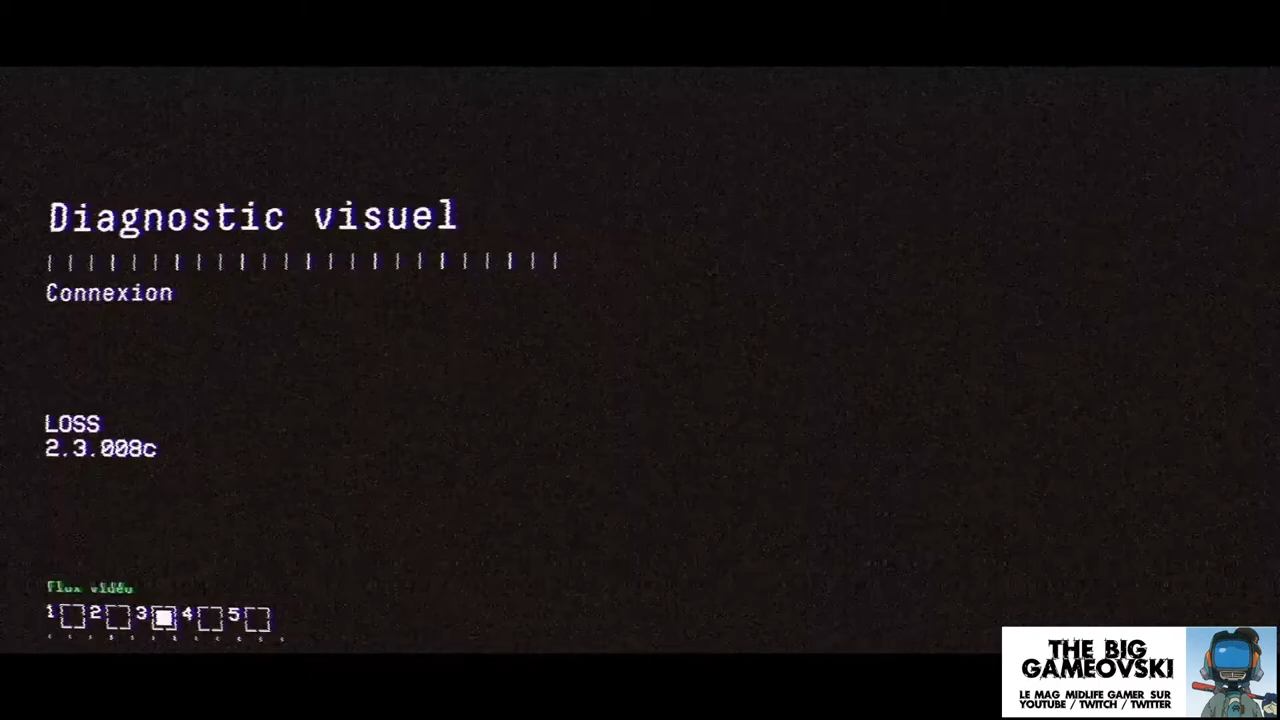 Diagnostic visuel
Connexion
LOSS
2.3.008c
Flux vidéo
1 2 3 4 5
THE BIG
GAMEOVSKI
LE MAG MIDLIFE GAMER SUR
YOUTUBE / TWITCH / TWITTER